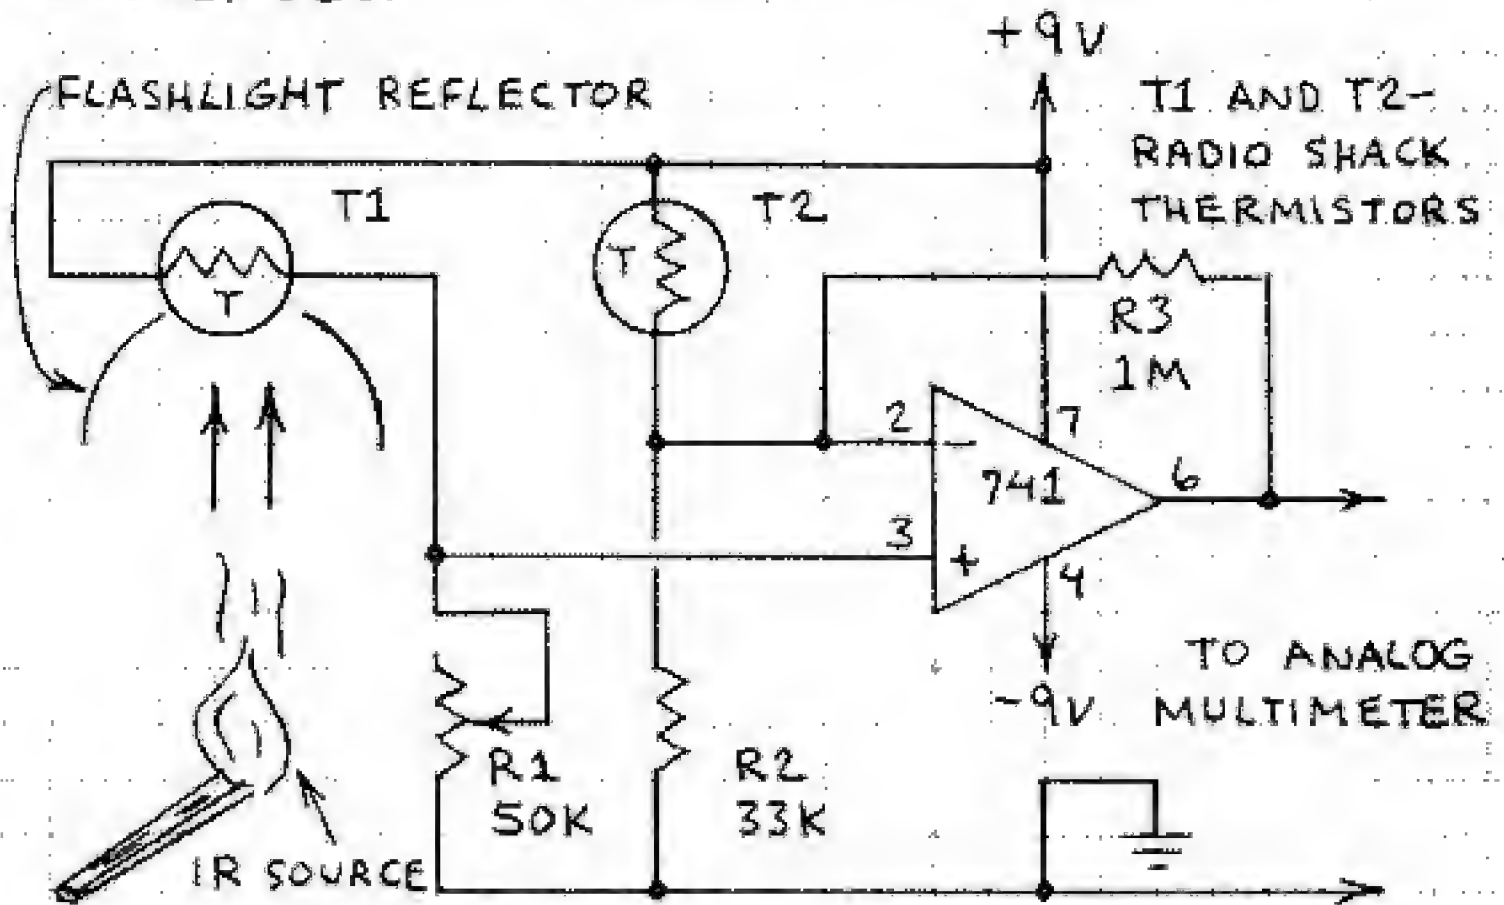 +9V
FLASHLIGHT REFLECTOR
T1 AND T2-
RADIO SHACK
THERMISTORS
T1
T2
T
T
R3
1M
2
-
7
741
6
3
+
4
-9V
TO ANALOG
MULTIMETER
R1
50K
R2
33K
IR SOURCE